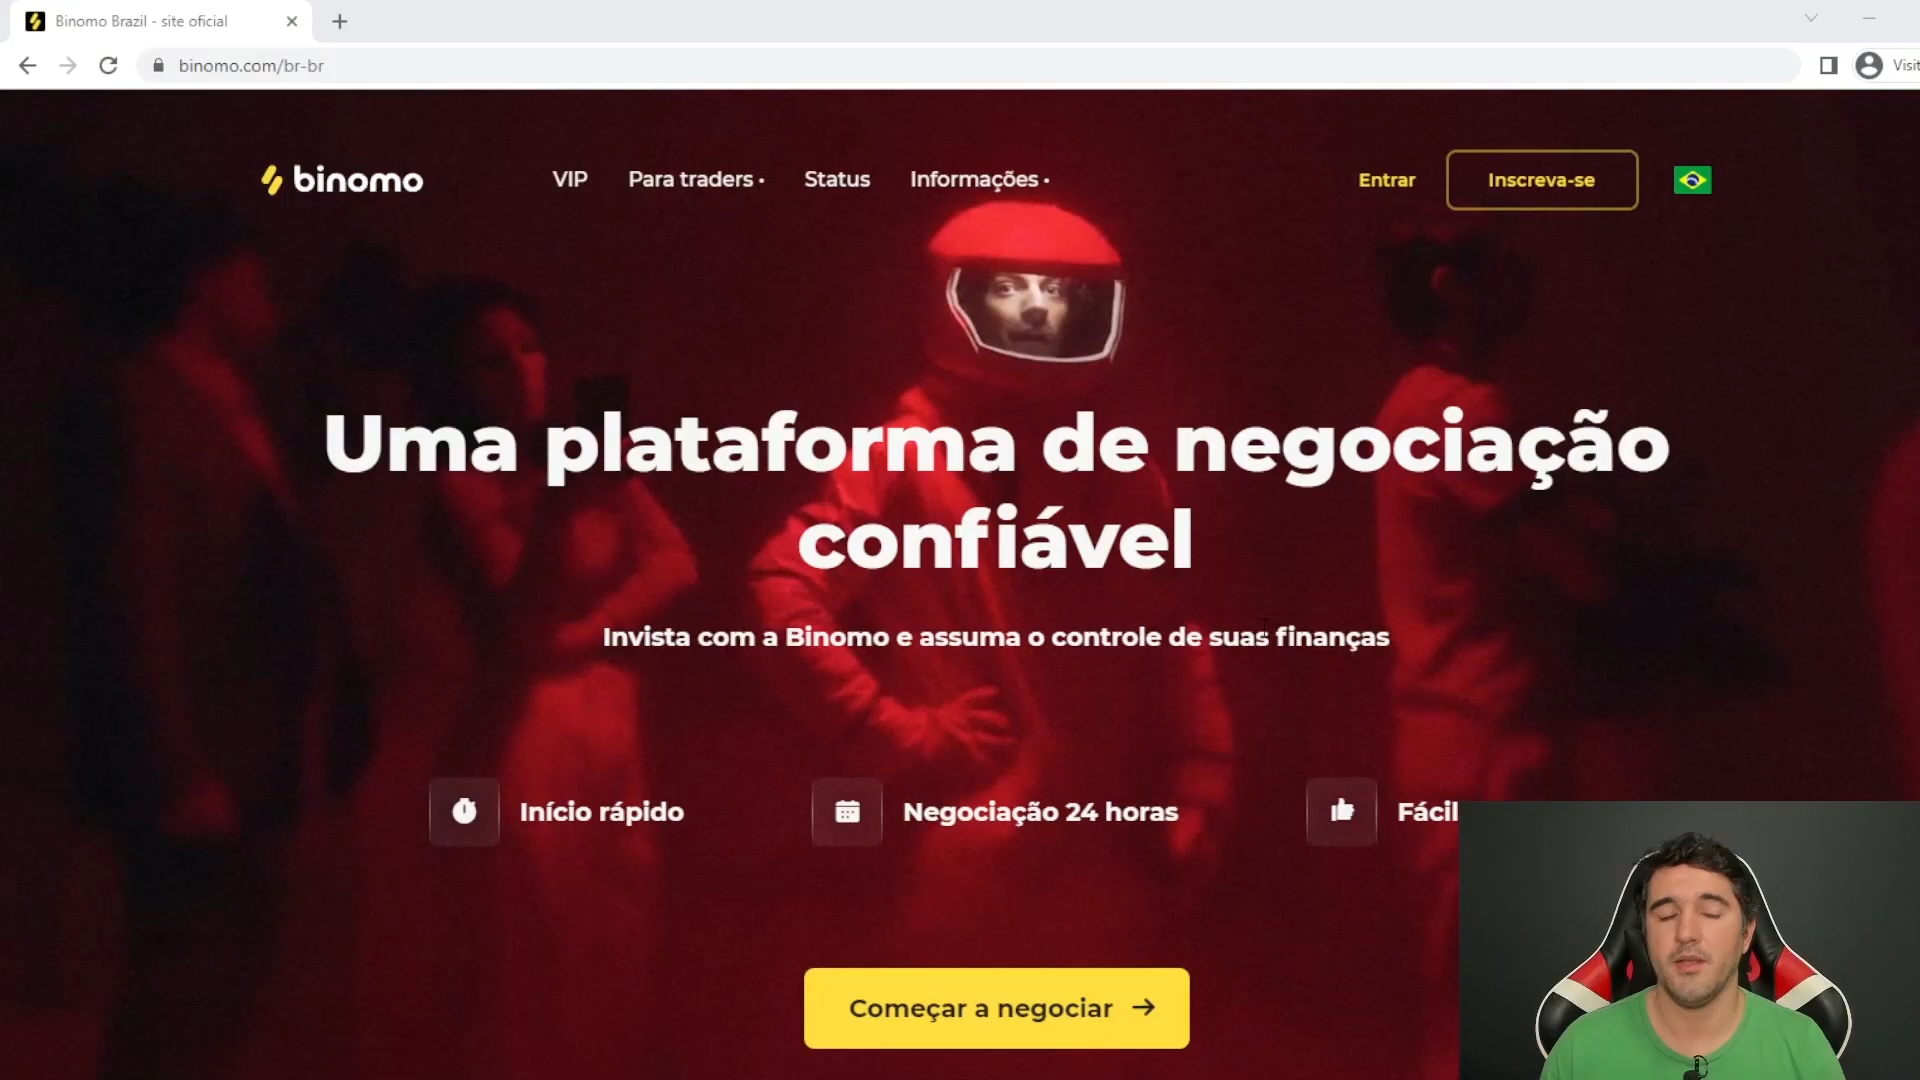 Binomo Brazil - site oficial
binomo.com/br-br
Visit
binomo
VIP
Para traders
Status
Informações
Entrar
Inscreva-se
Uma plataforma de negociação
confiável
Invista com a Binomo e assuma o controle de suas finanças
Início rápido
Negociação 24 horas
Fácil
Começar a negociar →